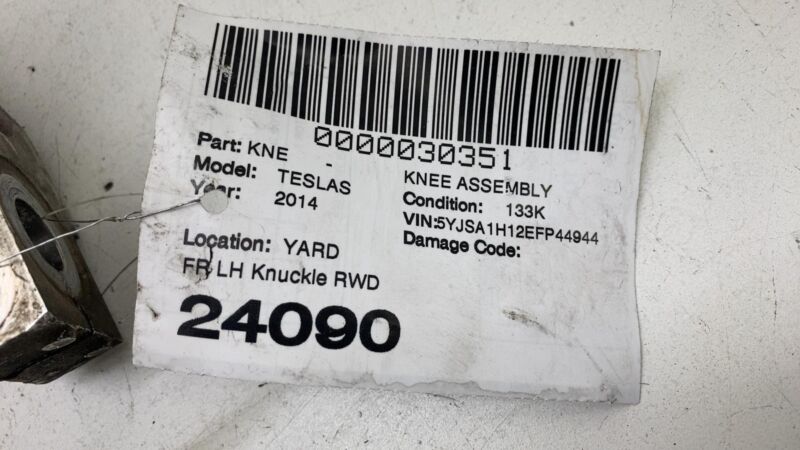 0000030351
Part: KNE -
KNEE ASSEMBLY
Model: TESLAS
Condition: 133K
Year: 2014
VIN:5YJSA1H12EFP44944
Damage Code:
Location: YARD
FR LH Knuckle RWD
24090